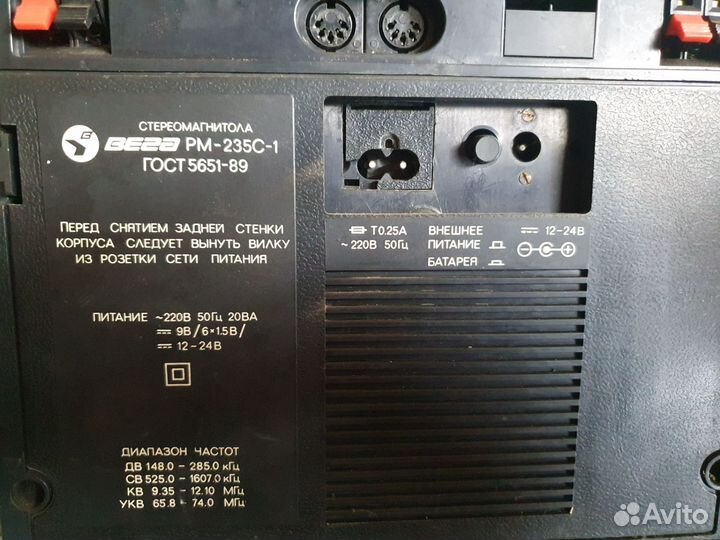 СТЕРЕОМАГНИТОЛА
ВЕГА РМ-235С-1
ГОСТ 5651-89
ПЕРЕД СНЯТИЕМ ЗАДНЕЙ СТЕНКИ
КОРПУСА СЛЕДУЕТ ВЫНУТЬ ВИЛКУ
ИЗ РОЗЕТКИ СЕТИ ПИТАНИЯ
ПИТАНИЕ ~220В 50Гц 20ВА
9В/6×1.5В/
12-24В
ДИАПАЗОН ЧАСТОТ
ДВ 148.0 - 285.0 кГц
СВ 525.0 - 1607.0 кГц
КВ 9.35 - 12.10 МГц
УКВ 65.8 - 74.0 МГц
Т0.25А
~220В 50Гц
ВНЕШНЕЕ
ПИТАНИЕ
БАТАРЕЯ
12-24В
Avito